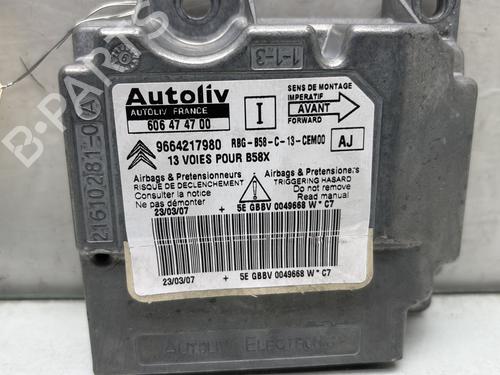 1-1-3
Autoliv
AUTOLIV FRANCE
606 47 47 00
I
SENS DE MONTAGE
IMPERATIF
AVANT
FORWARD
9664217980
RBG-B58-C-13-CEM00
AJ
13 VOIES POUR B58X
Airbags & Pretensionneurs
RISQUE DE DECLENCHEMENT
Consulter la notice
Ne pas démonter
Airbags & Pretensioners
TRIGGERING HASARD
Do not remove
Read manual
23/03/07 + 5E GBBV 0049668 W * C7
23/03/07 + 5E GBBV 0049668 W * C7
AUTOLIV ELECTRONIC
B-PARTS